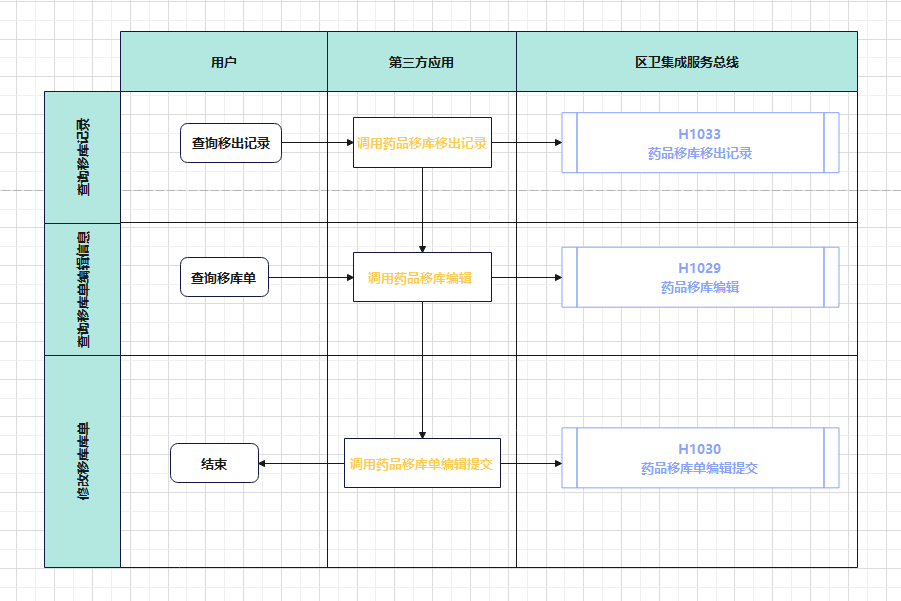 用户
第三方应用
区卫集成服务总线
查询移库记录
查询移出记录
调用药品移库移出记录
H1033
药品移库移出记录
查询移库单编辑信息
查询移库单
调用药品移库编辑
H1029
药品移库编辑
修改移库库单
结束
调用药品移库单编辑提交
H1030
药品移库单编辑提交